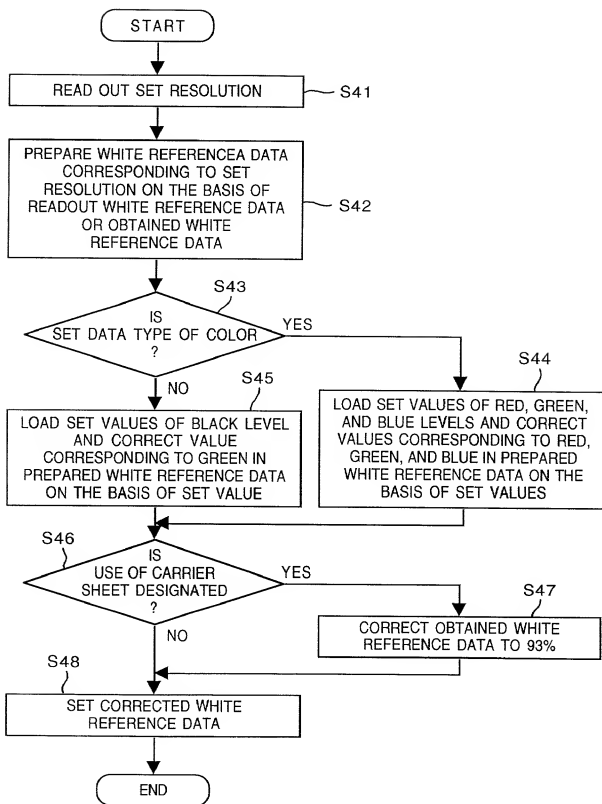 START
READ OUT SET RESOLUTION
S41
PREPARE WHITE REFERENCEA DATA
CORRESPONDING TO SET
RESOLUTION ON THE BASIS OF
READOUT WHITE REFERENCE DATA
OR OBTAINED WHITE
REFERENCE DATA
S42
S43
IS
SET DATA TYPE OF COLOR
?
YES
NO
S44
LOAD SET VALUES OF RED, GREEN,
AND BLUE LEVELS AND CORRECT
VALUES CORRESPONDING TO RED,
GREEN, AND BLUE IN PREPARED
WHITE REFERENCE DATA ON THE
BASIS OF SET VALUES
S45
LOAD SET VALUES OF BLACK LEVEL
AND CORRECT VALUE
CORRESPONDING TO GREEN IN
PREPARED WHITE REFERENCE DATA
ON THE BASIS OF SET VALUE
S46
IS
USE OF CARRIER
SHEET DESIGNATED
?
YES
NO
S47
CORRECT OBTAINED WHITE
REFERENCE DATA TO 93%
S48
SET CORRECTED WHITE
REFERENCE DATA
END